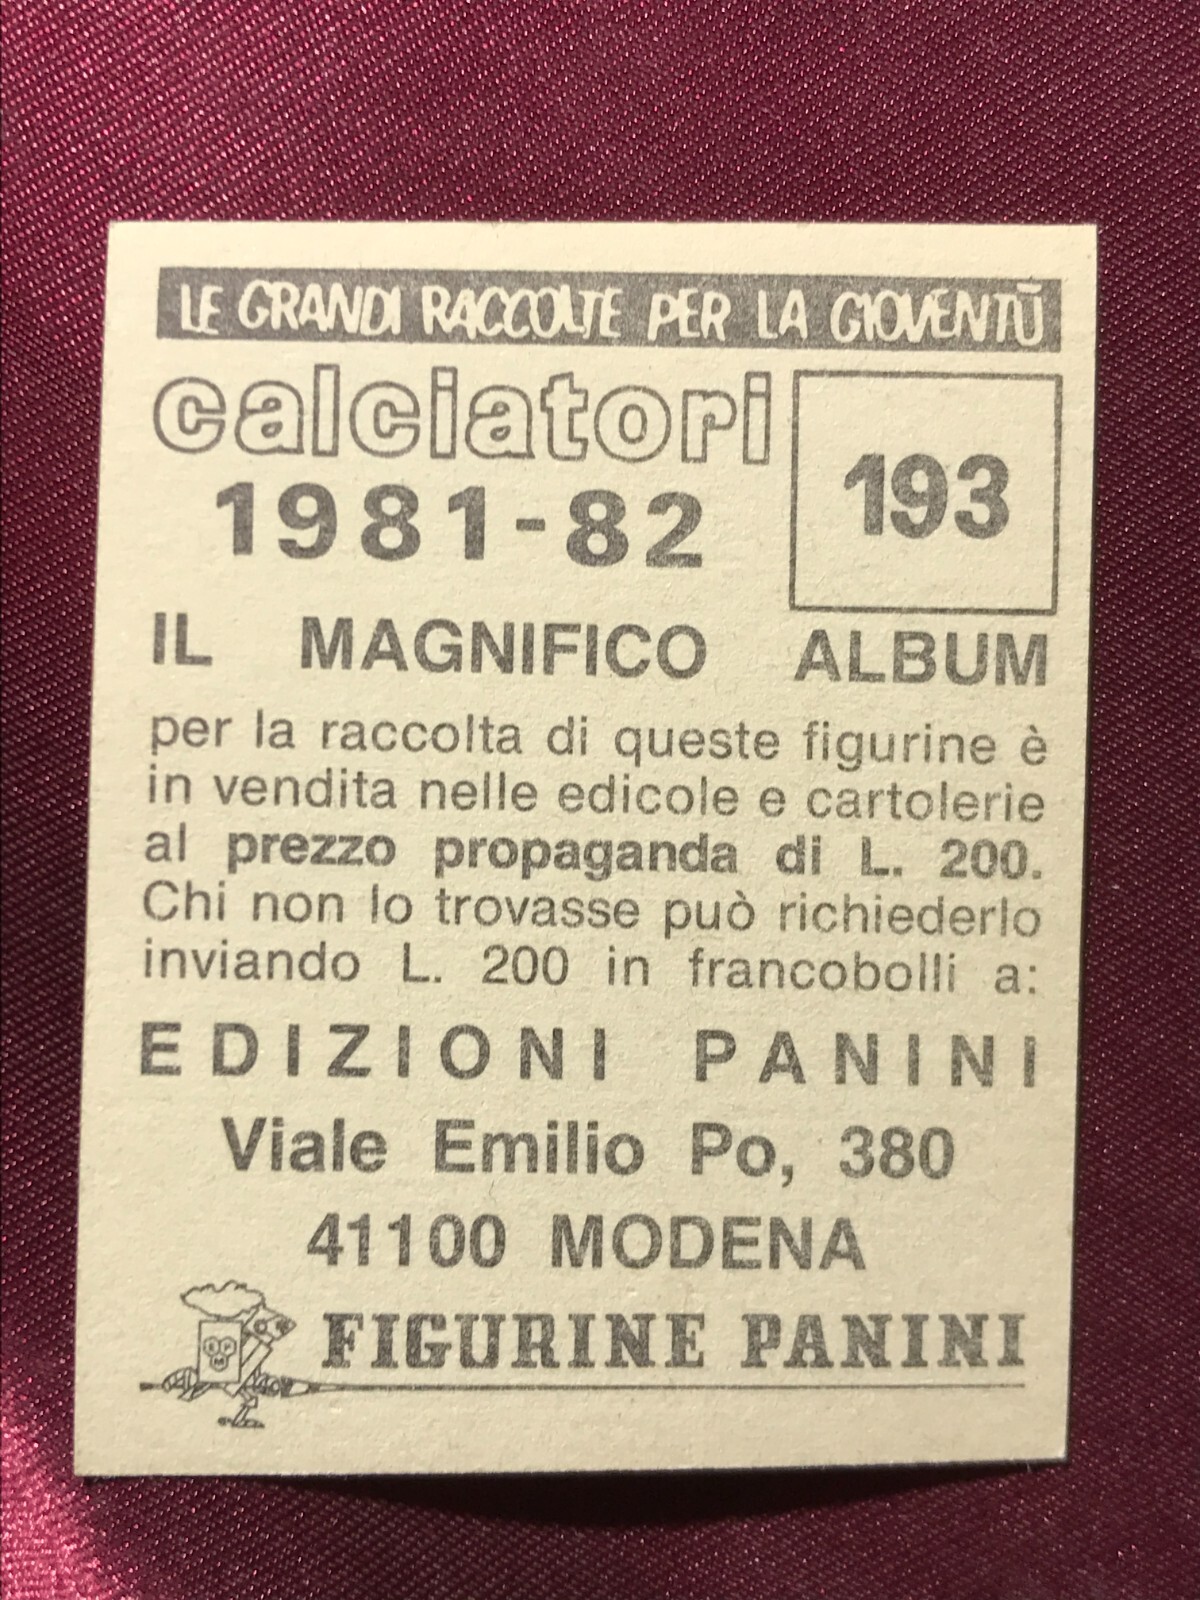 LE GRANDI RACCOLTE PER LA GIOVENTÙ
calciatori
1981-82
193
IL MAGNIFICO ALBUM
per la raccolta di queste figurine è
in vendita nelle edicole e cartolerie
al prezzo propaganda di L. 200.
Chi non lo trovasse può richiederlo
inviando L. 200 in francobolli a:
EDIZIONI PANINI
Viale Emilio Po, 380
41100 MODENA
FIGURINE PANINI